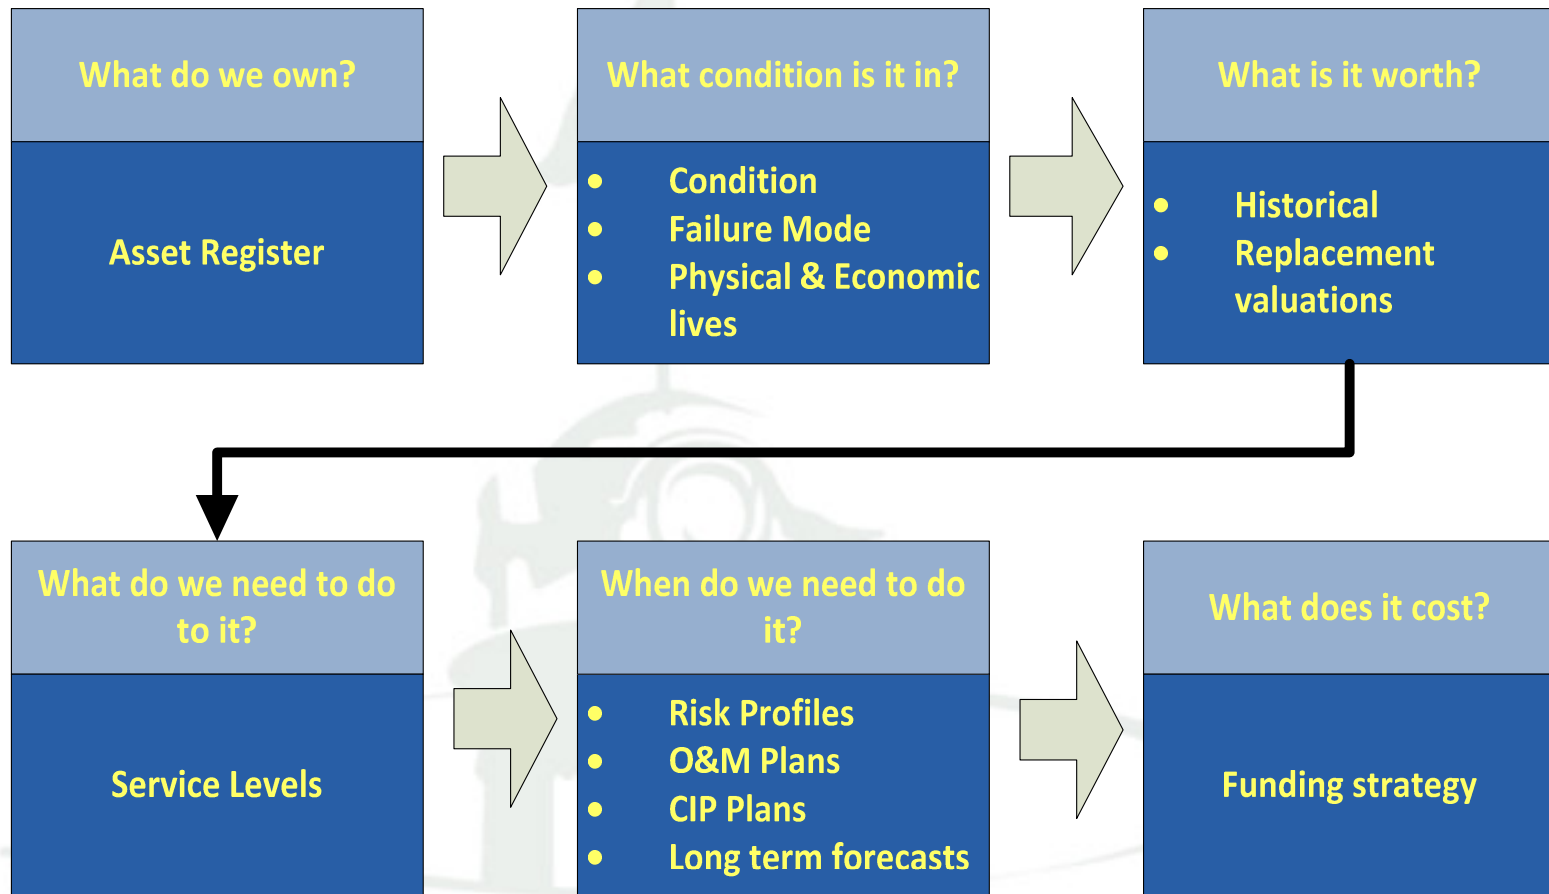 What do we own?
Asset Register
What condition is it in?
• Condition
• Failure Mode
• Physical & Economic
lives
What is it worth?
• Historical
• Replacement
valuations
What do we need to do
to it?
Service Levels
When do we need to do
it?
• Risk Profiles
• O&M Plans
• CIP Plans
• Long term forecasts
What does it cost?
Funding strategy